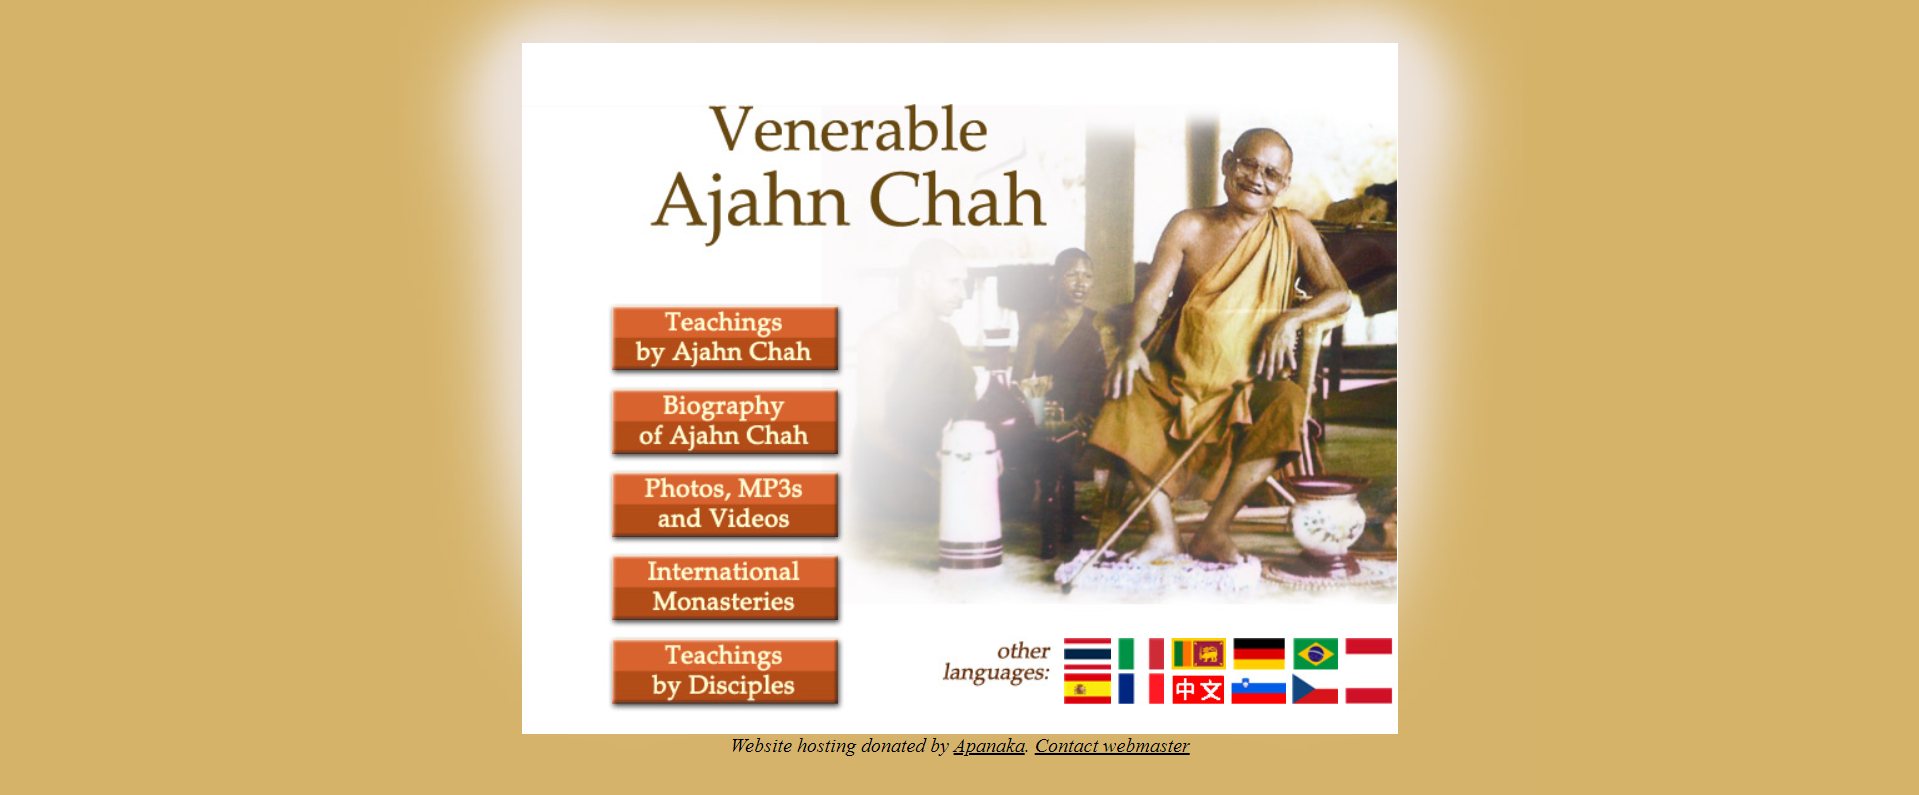 Venerable
Ajahn Chah
Teachings
by Ajahn Chah
Biography
of Ajahn Chah
Photos, MP3s
and Videos
International
Monasteries
Teachings
by Disciples
other
languages:
中文
Website hosting donated by Apanaka. Contact webmaster